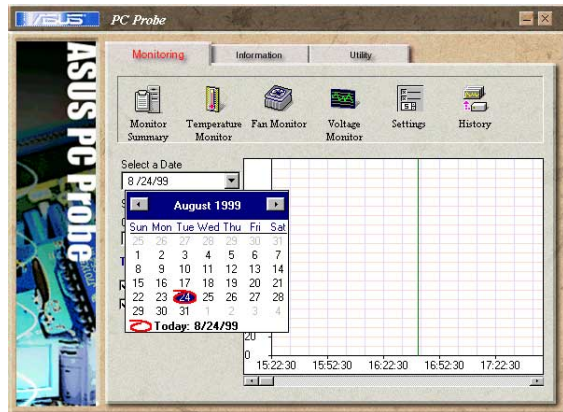 ASUS PC Probe
ASUS PC Probe
Monitoring Information Utility
Monitor Summary
Temperature Monitor
Fan Monitor
Voltage Monitor
Settings
History
Select a Date
8 /24/99
August 1999
Sun Mon Tue Wed Thu Fri Sat
25 26 27 28 29 30 31
1 2 3 4 5 6 7
8 9 10 11 12 13 14
15 16 17 18 19 20 21
22 23 24 25 26 27 28
29 30 31 1 2 3 4
Today: 8/24/99
20
0
15:22:30 15:52:30 16:22:30 16:52:30 17:22:30